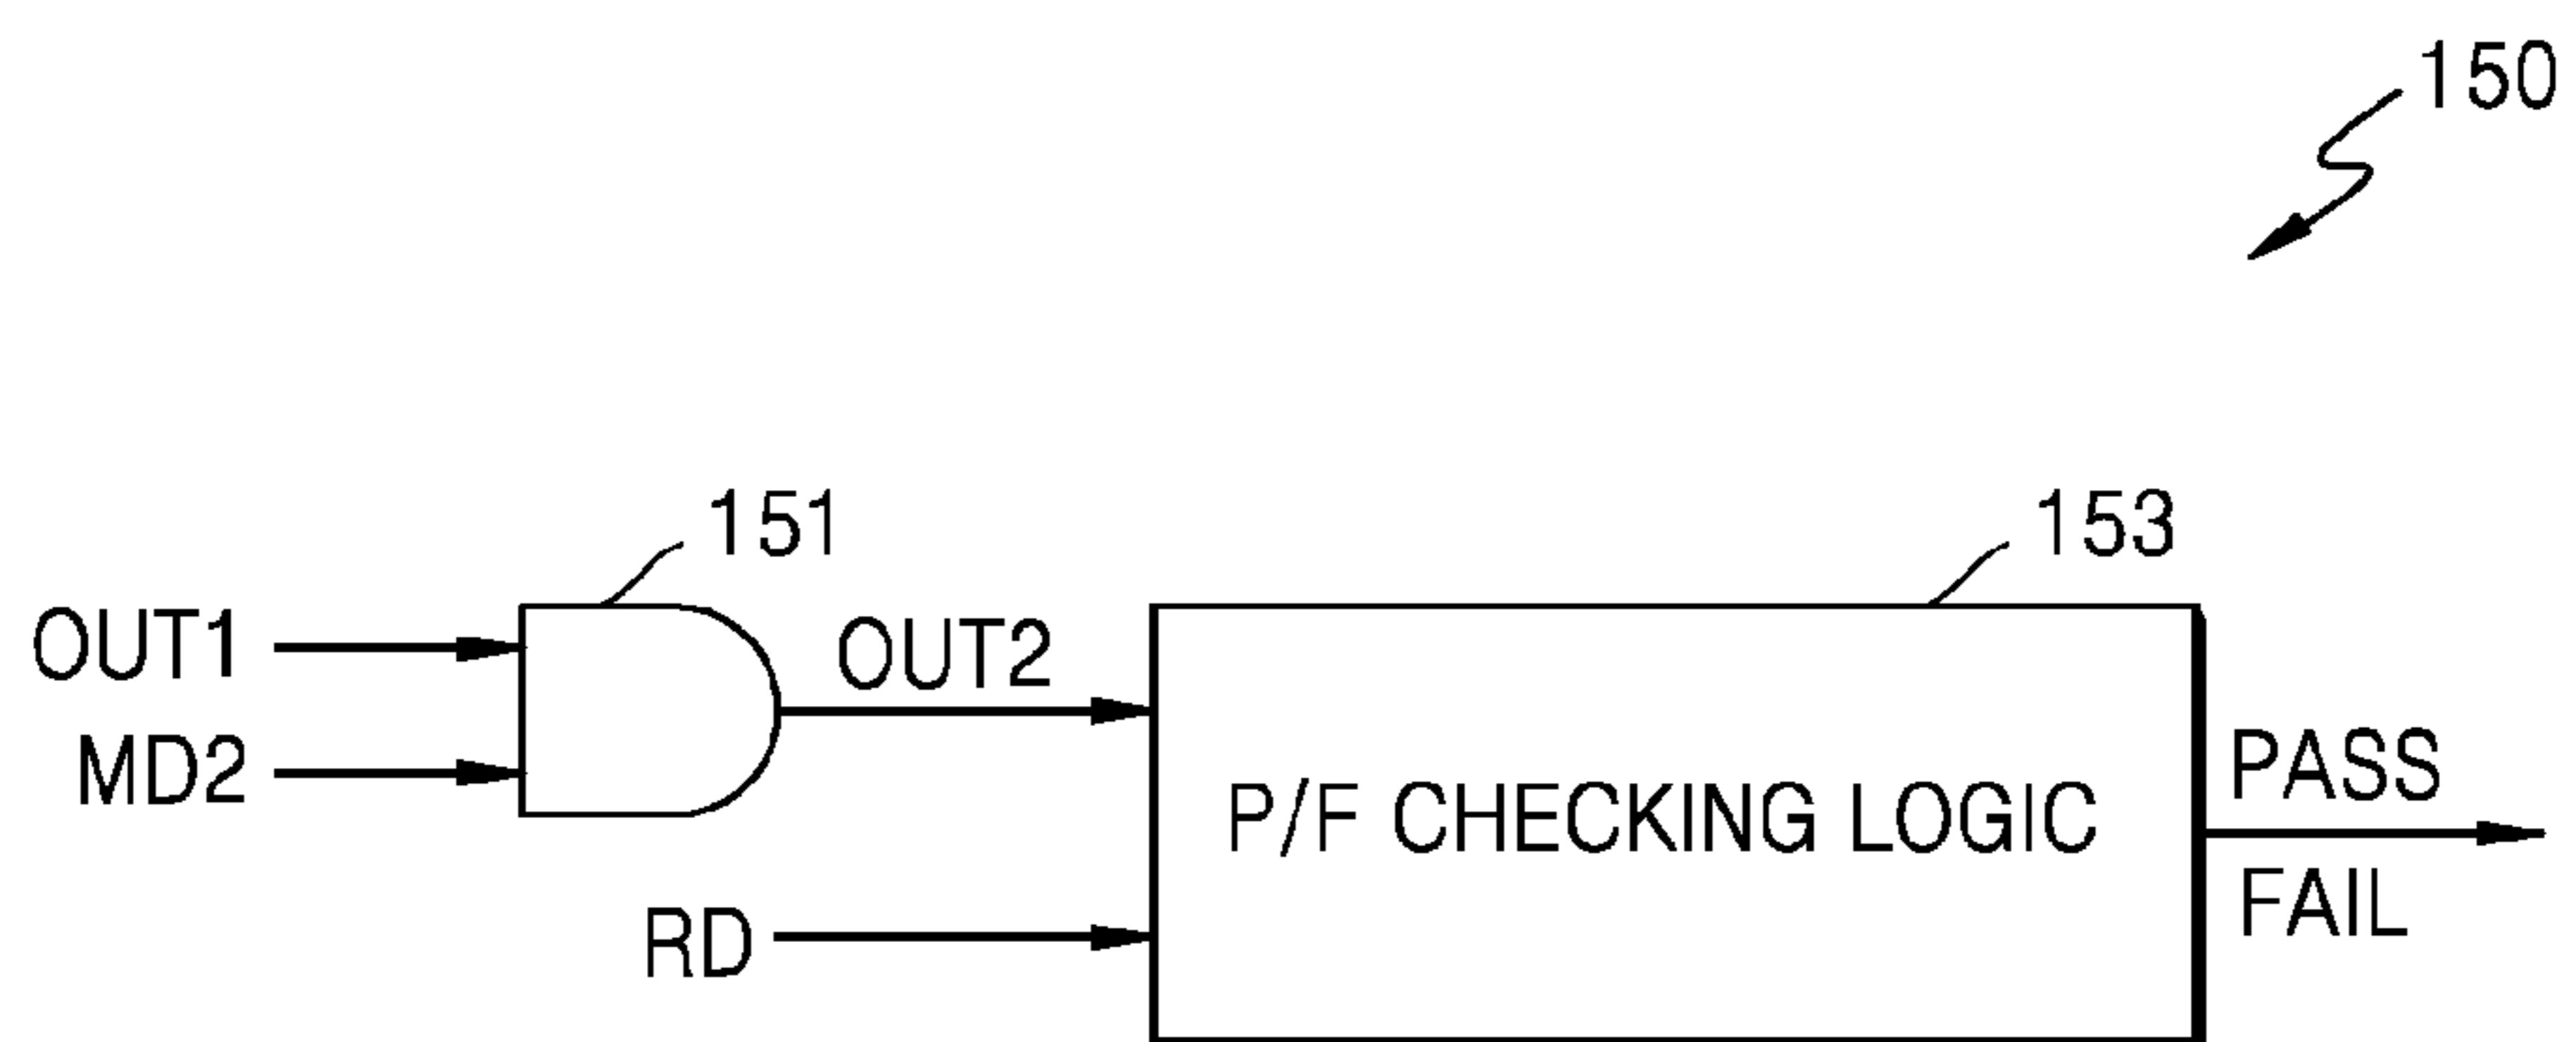 150
151
153
OUT1
OUT2
MD2
PASS
P/F CHECKING LOGIC
FAIL
RD